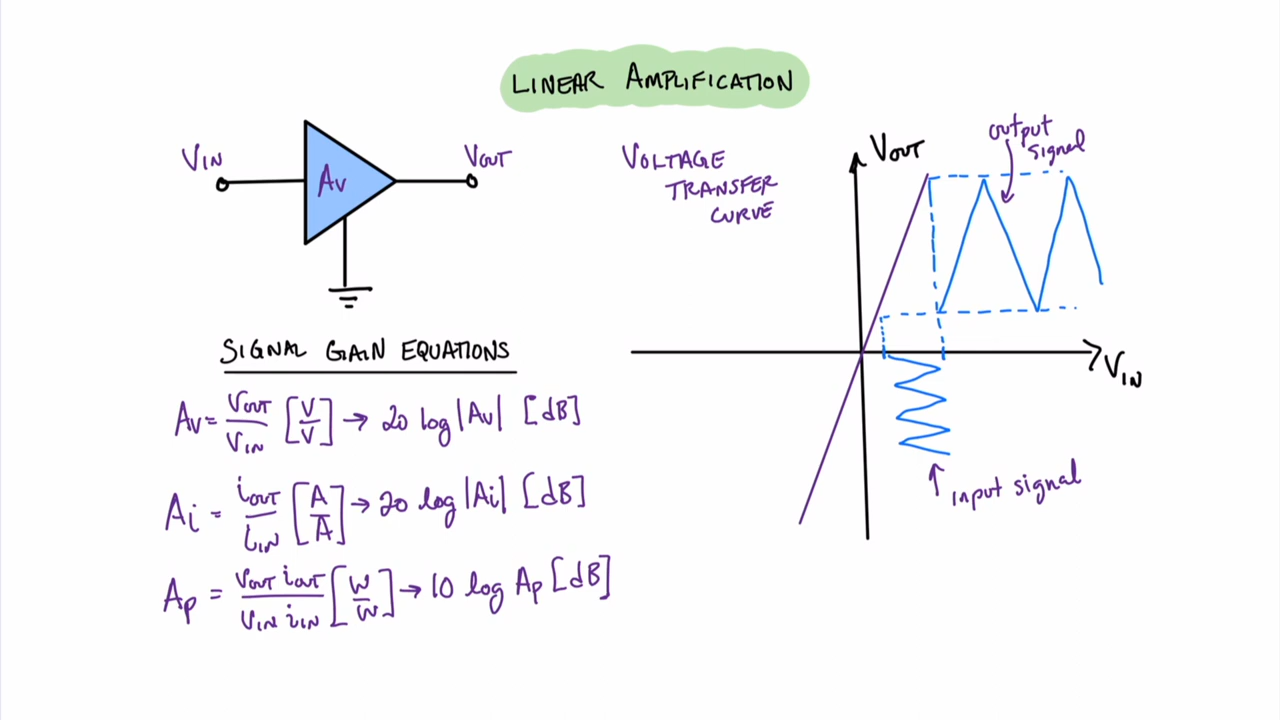 LINEAR AMPLIFICATION
VIN
AV
VOUT
VOLTAGE
TRANSFER
CURVE
VOUT
output
signal
VIN
input signal
SIGNAL GAIN EQUATIONS
Av = VOUT/VIN [V/V] → 20 log|Av| [dB]
Ai = iOUT/iIN [A/A] → 20 log|Ai| [dB]
Ap = VOUT iOUT/VIN iIN [W/W] → 10 log Ap [dB]